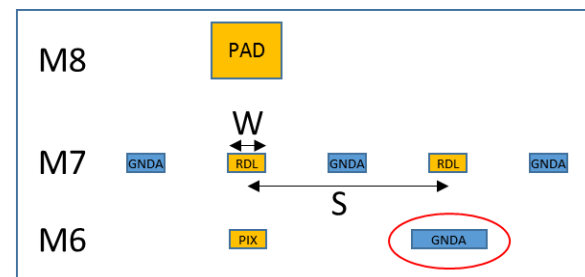 M8 PAD
W
M7 GNDA RDL GNDA RDL GNDA
S
M6 PIX GNDA